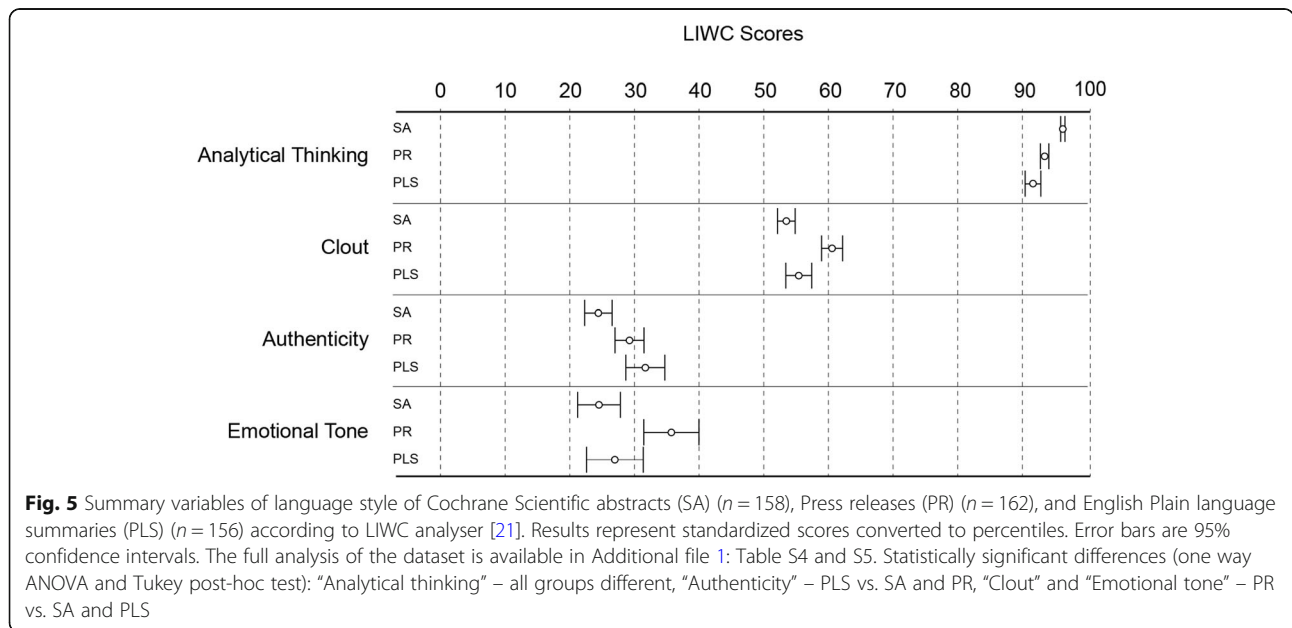 LIWC Scores
0 10 20 30 40 50 60 70 80 90 100
SA
Analytical Thinking PR
PLS
SA
Clout PR
PLS
SA
Authenticity PR
PLS
SA
Emotional Tone PR
PLS
Fig. 5 Summary variables of language style of Cochrane Scientific abstracts (SA) (n = 158), Press releases (PR) (n = 162), and English Plain language
summaries (PLS) (n = 156) according to LIWC analyser [21]. Results represent standardized scores converted to percentiles. Error bars are 95%
confidence intervals. The full analysis of the dataset is available in Additional file 1: Table S4 and S5. Statistically significant differences (one way
ANOVA and Tukey post-hoc test): “Analytical thinking” – all groups different, “Authenticity” – PLS vs. SA and PR, “Clout” and “Emotional tone” – PR
vs. SA and PLS